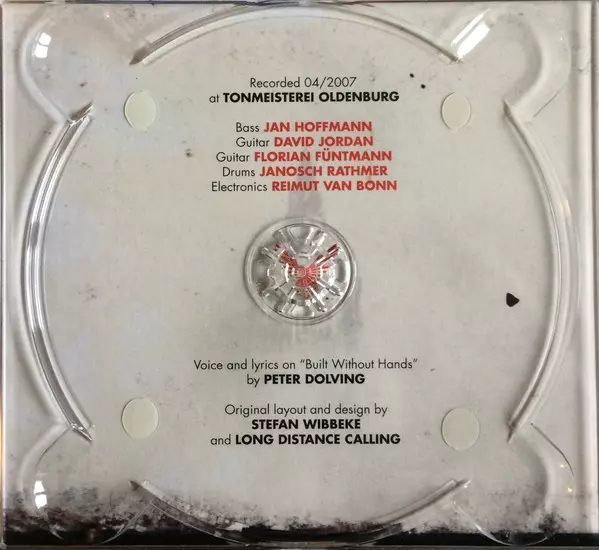 Recorded 04/2007
at TONMEISTEREI OLDENBURG
Bass JAN HOFFMANN
Guitar DAVID JORDAN
Guitar FLORIAN FÜNTMANN
Drums JANOSCH RATHMER
Electronics REIMUT VAN BONN
Voice and lyrics on "Built Without Hands"
by PETER DOLVING
Original layout and design by
STEFAN WIBBEKE
and LONG DISTANCE CALLING